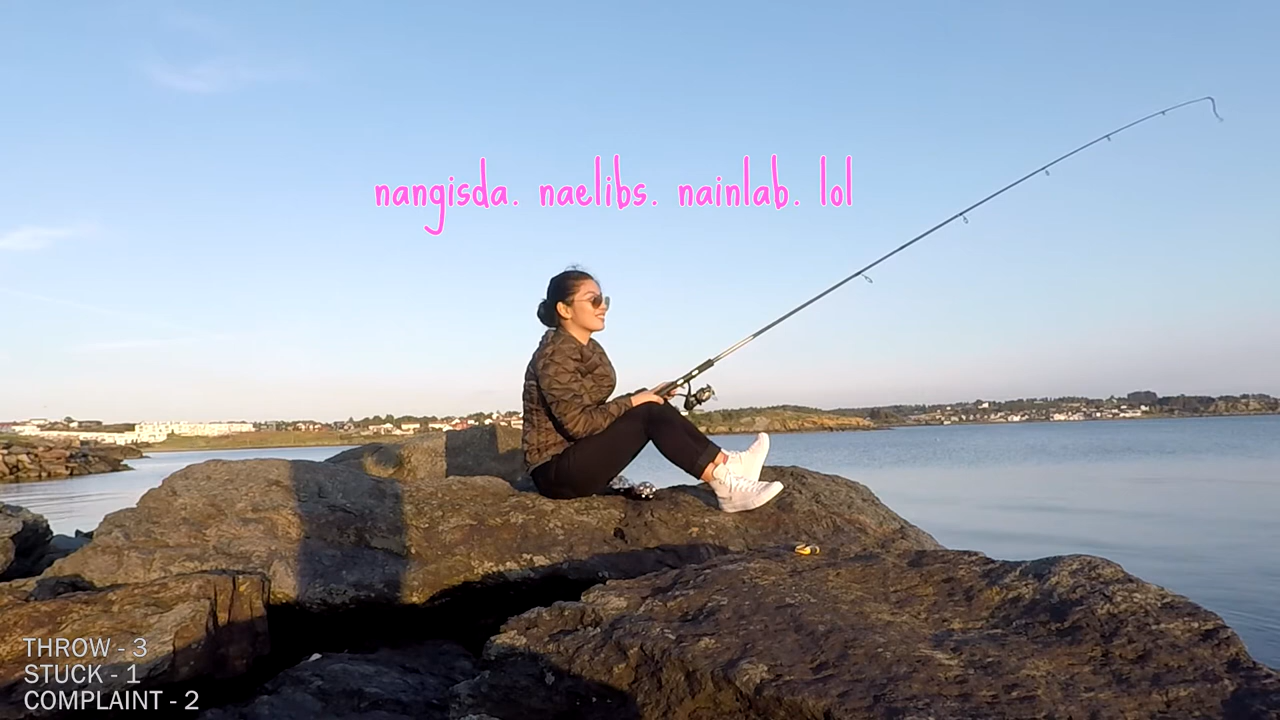 nangisda. naelibs. nainlab. lol
THROW - 3
STUCK - 1
COMPLAINT - 2